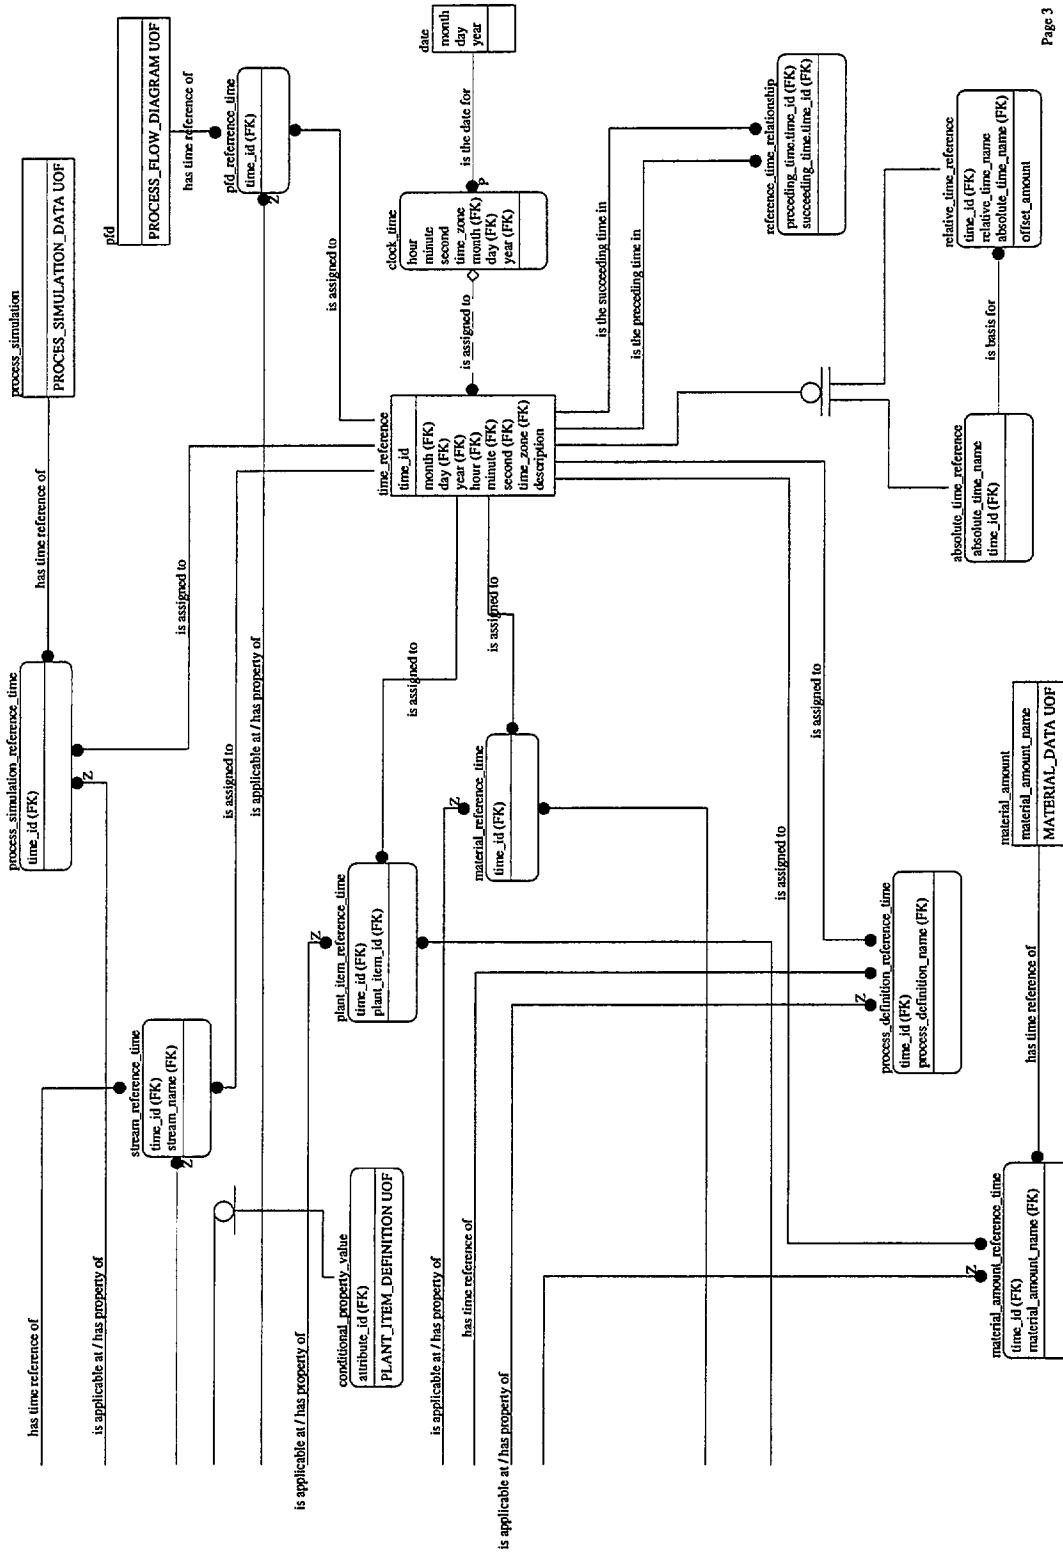 process_simulation
PROCES_SIMULATION_DATA UOF
pfd
PROCESS_FLOW_DIAGRAM UOF
has time reference of
has time reference of
process_simulation_reference_time
time_id (FK)
Z
pfd_referrence_time
time_id (FK)
Z
date
month
day
year
is the date for
P
clock_time
hour
minute
second
time_zone
month (FK)
day (FK)
year (FK)
is assigned to
is assigned to
is assigned to
is assigned to
is applicable at / has property of
time_reference
time_id
month (FK)
day (FK)
year (FK)
hour (FK)
minute (FK)
second (FK)
time_zone (FK)
description
is the succeeding time in
is the preceding time in
reference_time_relationship
preceding_time.time_id (FK)
succeeding_time.time_id (FK)
has time reference of
is applicable at / has property of
stream_reference_time
time_id (FK)
stream_name (FK)
Z
conditional_property_value
attribute_id (FK)
PLANT_ITEM_DEFINITION UOF
is applicable at / has property of
Z
plant_item_reference_time
time_id (FK)
plant_item_id (FK)
is assigned to
is assigned to
is applicable at / has property of
Z
material_reference_time
time_id (FK)
has time reference of
is applicable at / has property of
is assigned to
is assigned to
Z
process_definition_reference_time
time_id (FK)
process_definition_name (FK)
relative_time_reference
time_id (FK)
relative_time_name
absolute_time_name (FK)
offset_amount
is basis for
absolute_time_reference
absolute_time_name
time_id (FK)
Z
material_amount_reference_time
time_id (FK)
material_amount_name (FK)
has time reference of
material_amount
material_amount_name
MATERIAL_DATA UOF
Page 3